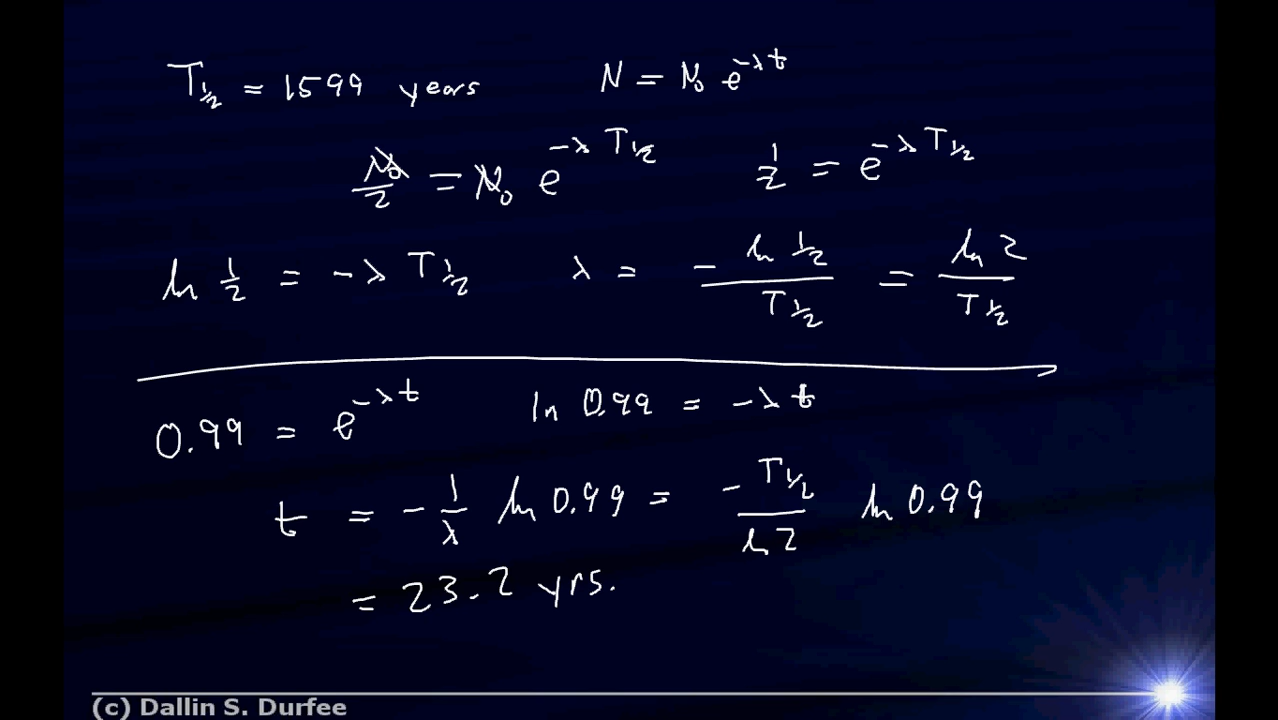 T½ = 1599 years N = N₀ e^(-λt)
N₀/2 = N₀ e^(-λ T½) ½ = e^(-λ T½)
ln ½ = -λ T½ λ = - ln ½ / T½ = ln 2 / T½
0.99 = e^(-λt) ln 0.99 = -λt
t = - 1/λ ln 0.99 = - T½ / ln 2 ln 0.99
= 23.2 yrs.
(c) Dallin S. Durfee